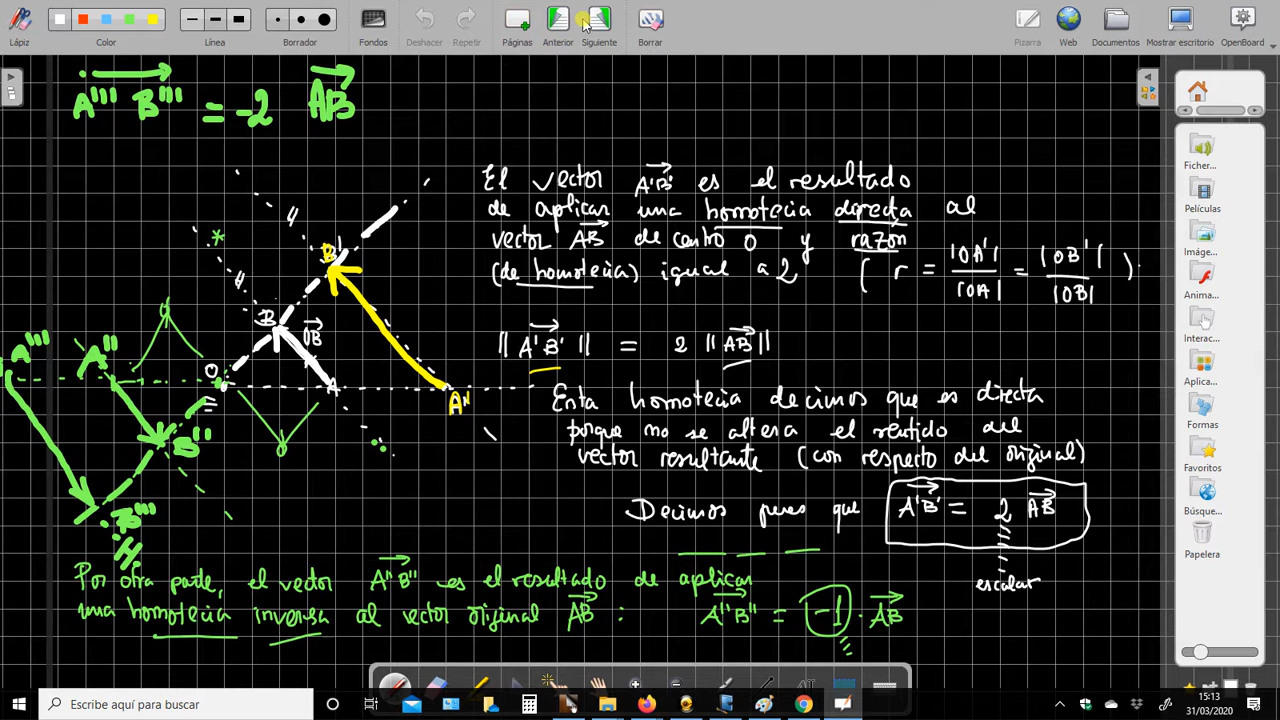 Lápiz
Color
Línea
Borrador
Fondos
Deshacer
Repetir
Páginas
Anterior
Siguiente
Borrar
Pizarra
Web
Documentos
Mostrar escritorio
OpenBoard
A'''' B'''' = -2 AB
El vector A'B' es el resultado
de aplicar una homotecia directa al
vector AB de centro O y razón
(de homotecia) igual a 2 ( r = |OA'| / |OA| = |OB'| / |OB| ).
|| A'B' || = 2 || AB ||
Esta homotecia decimos que es directa
porque no se altera el sentido del
vector resultante (con respecto del original)
Decimos pues que A'B' = 2 AB
escalar
B'
B
O
A
A'
A'''
A''
B''
B'''
Por otra parte, el vector A''B'' es el resultado de aplicar
una homotecia inversa al vector original AB : A''B'' = -1 · AB
Ficher...
Películas
Image...
Anima...
Interac...
Aplica...
Formas
Favoritos
Búsque...
Papelera
Escribe aquí para buscar
15:13
31/03/2020